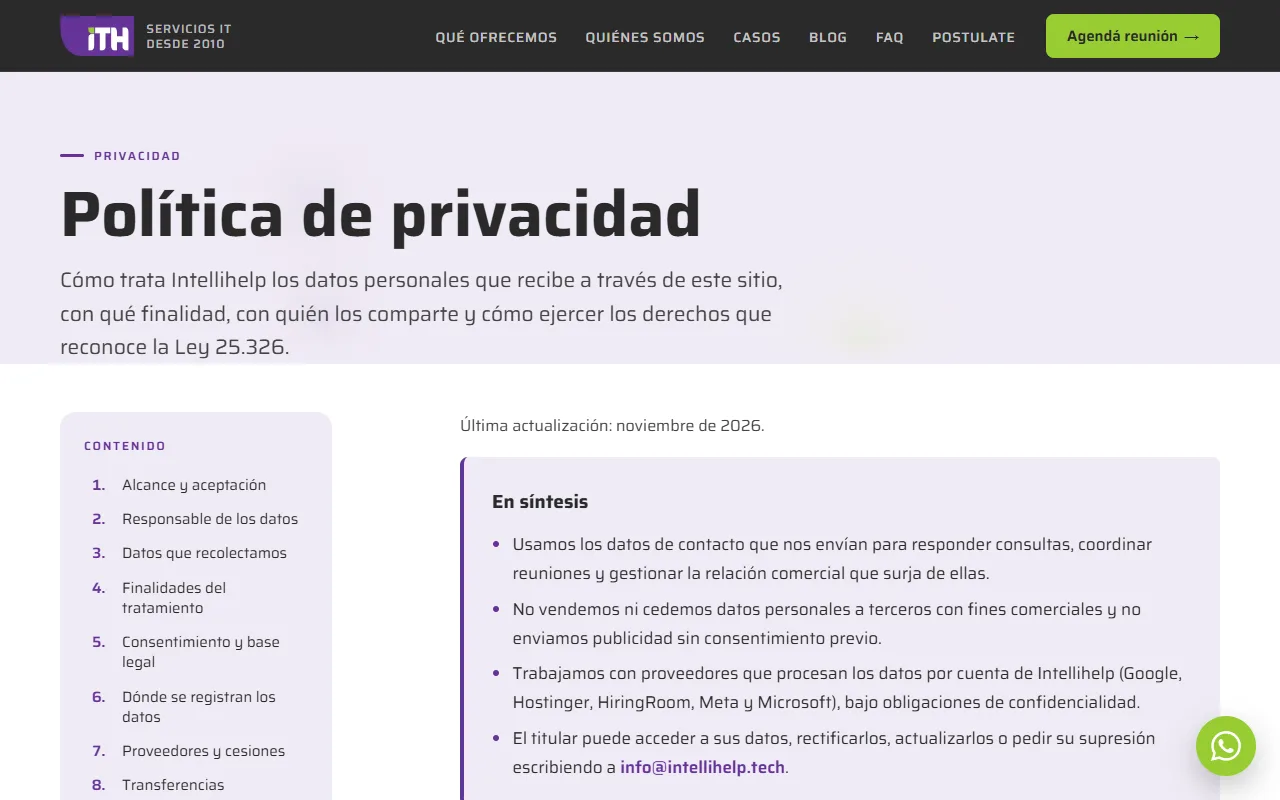 iTH
SERVICIOS IT
DESDE 2010
QUÉ OFRECEMOS
QUIÉNES SOMOS
CASOS
BLOG
FAQ
POSTULATE
Agendá reunión →
PRIVACIDAD
Política de privacidad
Cómo trata Intellihelp los datos personales que recibe a través de este sitio,
con qué finalidad, con quién los comparte y cómo ejercer los derechos que
reconoce la Ley 25.326.
CONTENIDO
1. Alcance y aceptación
2. Responsable de los datos
3. Datos que recolectamos
4. Finalidades del
tratamiento
5. Consentimiento y base
legal
6. Dónde se registran los
datos
7. Proveedores y cesiones
8. Transferencias
Última actualización: noviembre de 2026.
En síntesis
• Usamos los datos de contacto que nos envían para responder consultas, coordinar
reuniones y gestionar la relación comercial que surja de ellas.
• No vendemos ni cedemos datos personales a terceros con fines comerciales y no
enviamos publicidad sin consentimiento previo.
• Trabajamos con proveedores que procesan los datos por cuenta de Intellihelp (Google,
Hostinger, HiringRoom, Meta y Microsoft), bajo obligaciones de confidencialidad.
• El titular puede acceder a sus datos, rectificarlos, actualizarlos o pedir su supresión
escribiendo a info@intellihelp.tech.